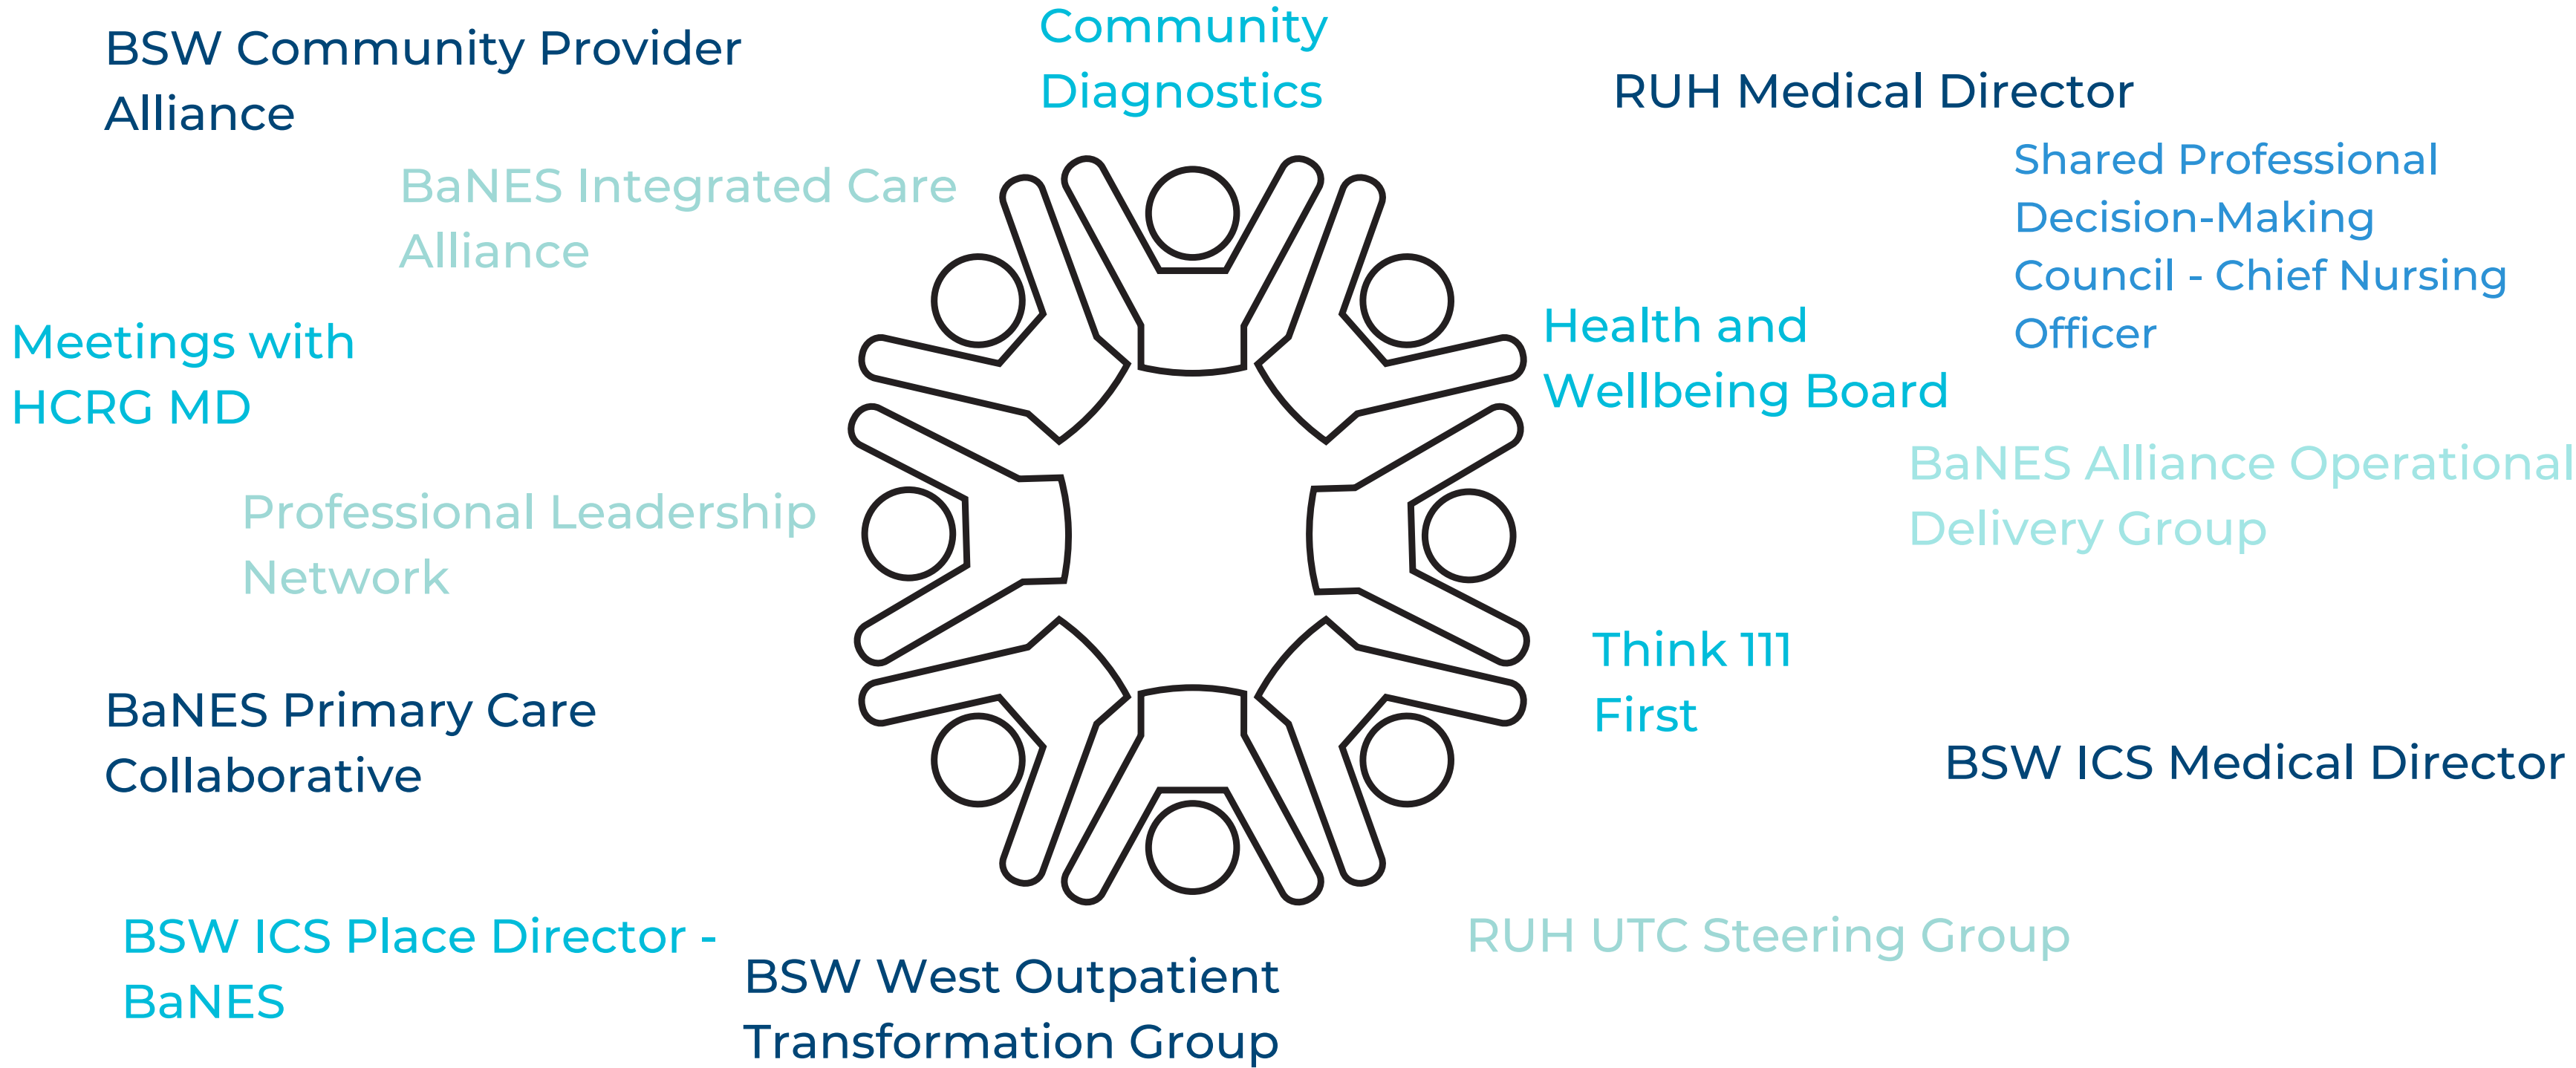 BSW Community Provider
Alliance
Community
Diagnostics
RUH Medical Director
BaNES Integrated Care
Alliance
Shared Professional
Decision-Making
Council - Chief Nursing
Officer
Meetings with
HCRG MD
Health and
Wellbeing Board
BaNES Alliance Operational
Delivery Group
Professional Leadership
Network
Think 111
First
BaNES Primary Care
Collaborative
BSW ICS Medical Director
BSW ICS Place Director -
BaNES
BSW West Outpatient
Transformation Group
RUH UTC Steering Group